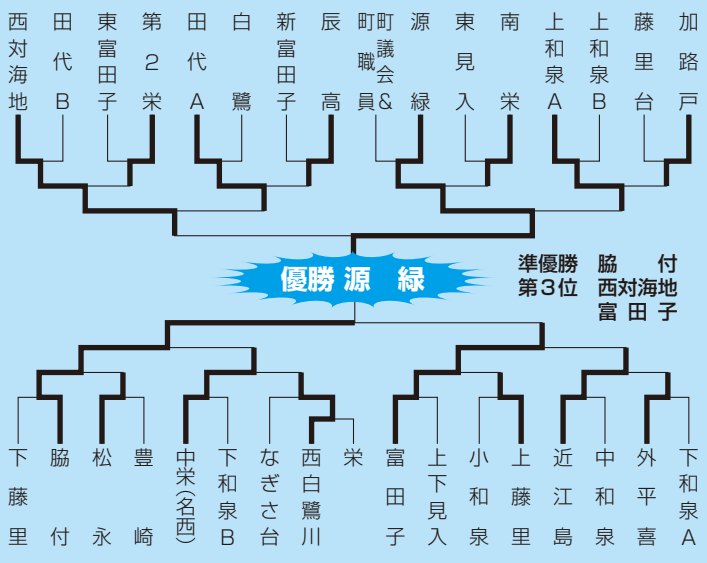 西対海地
田代B
東富田子
第2栄
田代A
白鷺
新富田子
辰高
町議会&
町職員
源緑
東見入
南栄
上和泉A
上和泉B
藤里台
加路戸
優勝 源 緑
準優勝 脇 付
第3位 西対海地
富田子
下藤里
脇付
松永
豊崎
中栄(名西)
下和泉B
なぎさ台
西白鷺川
栄
富田子
上下見入
小和泉
上藤里
近江島
中和泉
外平喜
下和泉A